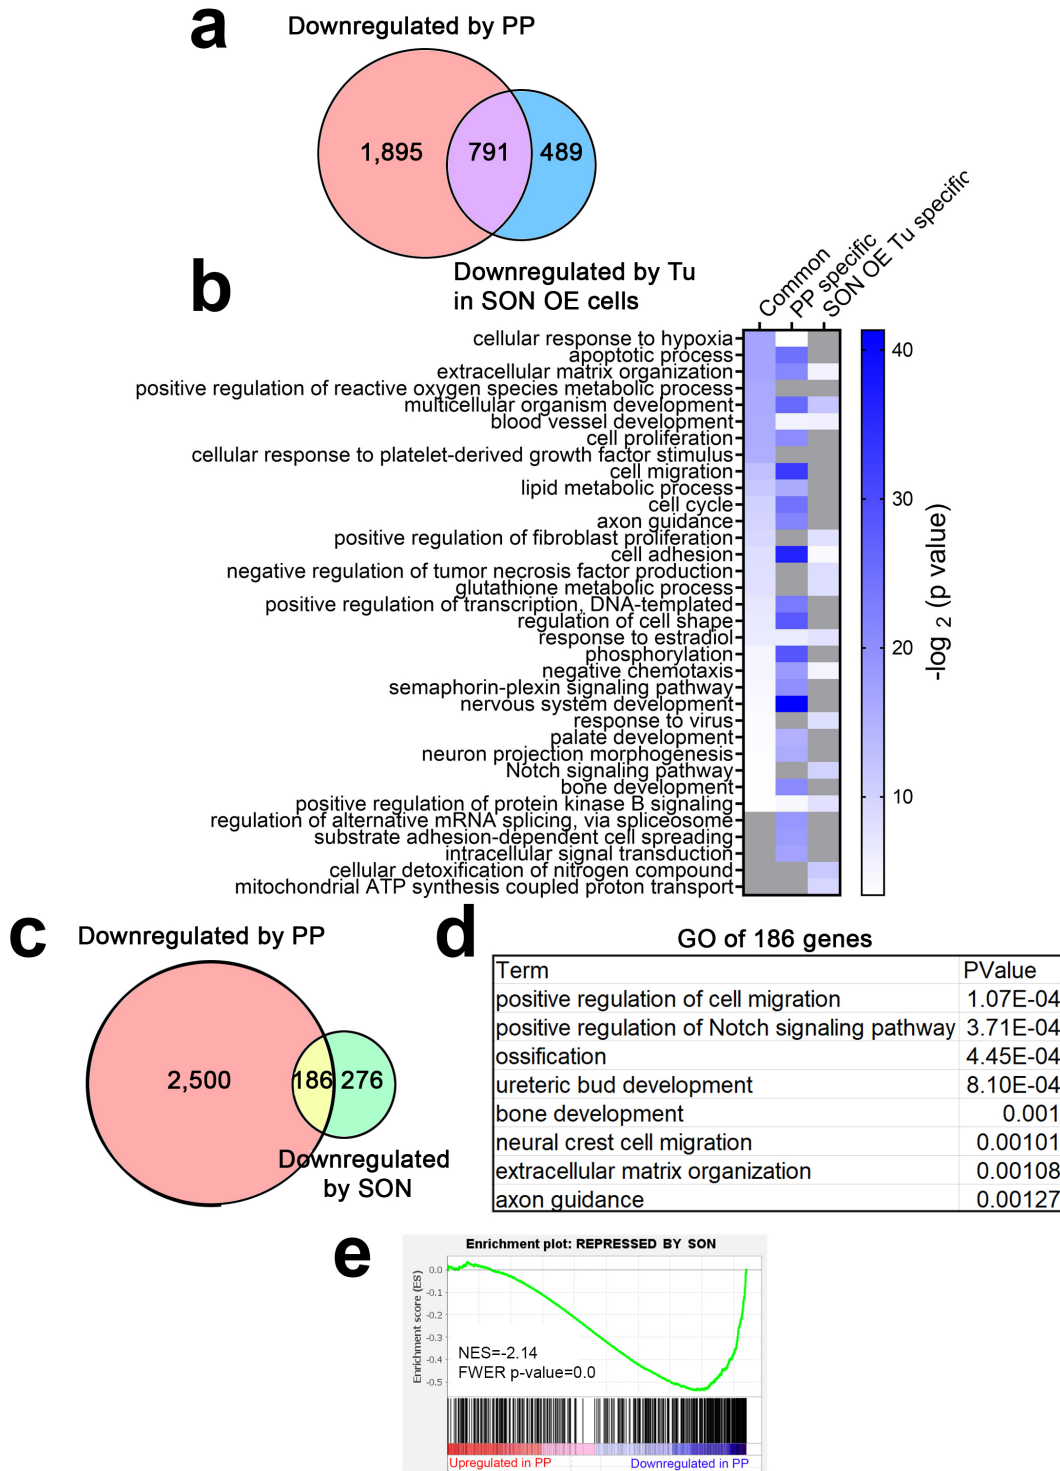 a
Downregulated by PP
1,895
791
489
Downregulated by Tu
in SON OE cells
b
Common
PP specific
SON OE Tu specific
cellular response to hypoxia
apoptotic process
extracellular matrix organization
positive regulation of reactive oxygen species metabolic process
multicellular organism development
blood vessel development
cell proliferation
cellular response to platelet-derived growth factor stimulus
cell migration
lipid metabolic process
cell cycle
axon guidance
positive regulation of fibroblast proliferation
cell adhesion
negative regulation of tumor necrosis factor production
glutathione metabolic process
positive regulation of transcription, DNA-templated
regulation of cell shape
response to estradiol
phosphorylation
negative chemotaxis
semaphorin-plexin signaling pathway
nervous system development
response to virus
palate development
neuron projection morphogenesis
Notch signaling pathway
bone development
positive regulation of protein kinase B signaling
regulation of alternative mRNA splicing, via spliceosome
substrate adhesion-dependent cell spreading
intracellular signal transduction
cellular detoxification of nitrogen compound
mitochondrial ATP synthesis coupled proton transport
40
30
20
10
-log 2 (p value)
c
Downregulated by PP
2,500
186
276
Downregulated
by SON
d
GO of 186 genes
Term PValue
positive regulation of cell migration 1.07E-04
positive regulation of Notch signaling pathway 3.71E-04
ossification 4.45E-04
ureteric bud development 8.10E-04
bone development 0.001
neural crest cell migration 0.00101
extracellular matrix organization 0.00108
axon guidance 0.00127
e
Enrichment plot: REPRESSED BY SON
Enrichment score (ES)
0.0
-0.1
-0.2
-0.3
-0.4
-0.5
NES=-2.14
FWER p-value=0.0
Upregulated in PP
Downregulated in PP